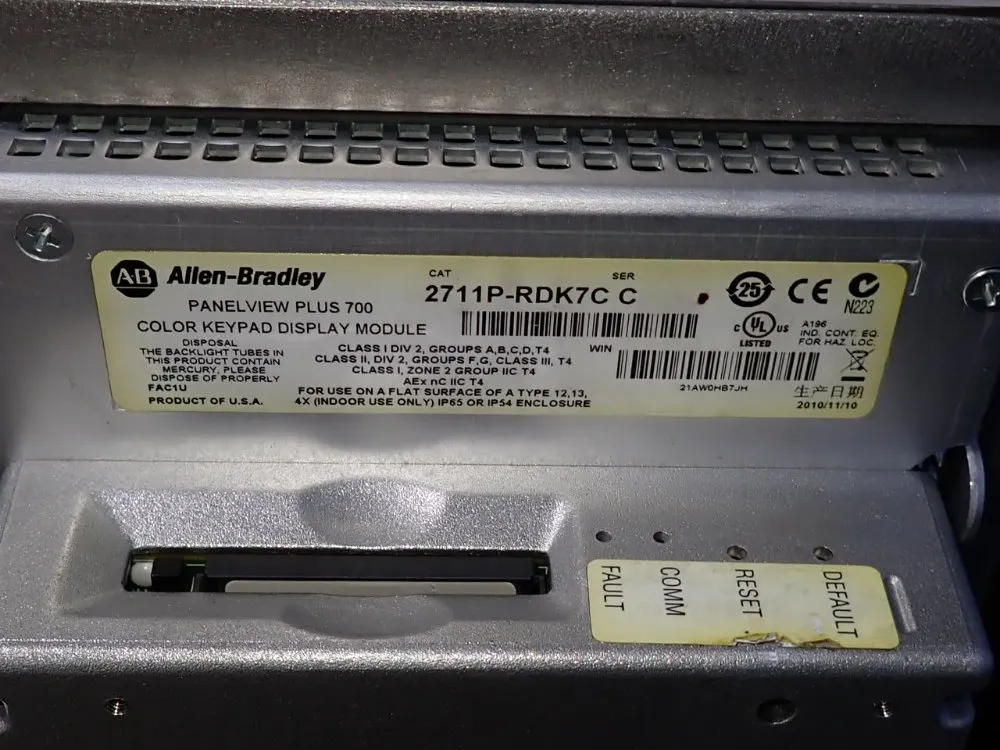 AB Allen-Bradley
PANELVIEW PLUS 700
COLOR KEYPAD DISPLAY MODULE
DISPOSAL
THE BACKLIGHT TUBES IN
THIS PRODUCT CONTAIN
MERCURY, PLEASE
DISPOSE OF PROPERLY
FAC1U
PRODUCT OF U.S.A.
CAT SER
2711P-RDK7C C
CLASS I DIV 2, GROUPS A,B,C,D,T4
CLASS II, DIV 2, GROUPS F,G, CLASS III, T4
CLASS I, ZONE 2 GROUP IIC T4
AEx nC IIC T4
FOR USE ON A FLAT SURFACE OF A TYPE 12,13,
4X (INDOOR USE ONLY) IP65 OR IP54 ENCLOSURE
WIN
21AW0HB7JH
25
CE
N223
C UL US
LISTED
A196
IND. CONT. EQ.
FOR HAZ. LOC.
生产日期
2010/11/10
FAULT
COMM
RESET
DEFAULT